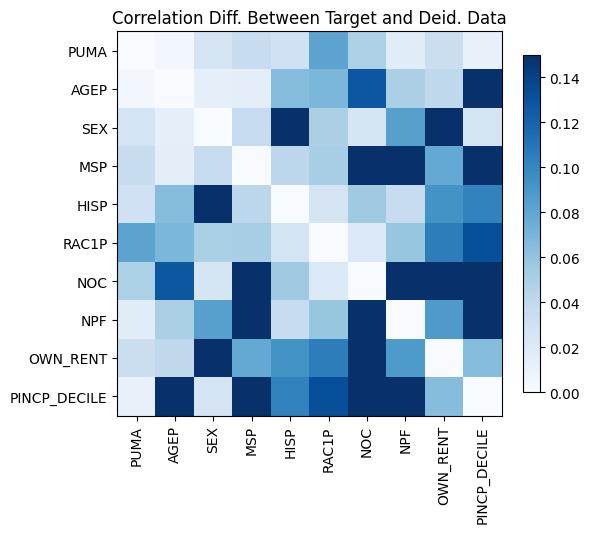 Correlation Diff. Between Target and Deid. Data
PUMA
AGEP
SEX
MSP
HISP
RAC1P
NOC
NPF
OWN_RENT
PINCP_DECILE
PUMA
AGEP
SEX
MSP
HISP
RAC1P
NOC
NPF
OWN_RENT
PINCP_DECILE
0.14
0.12
0.10
0.08
0.06
0.04
0.02
0.00